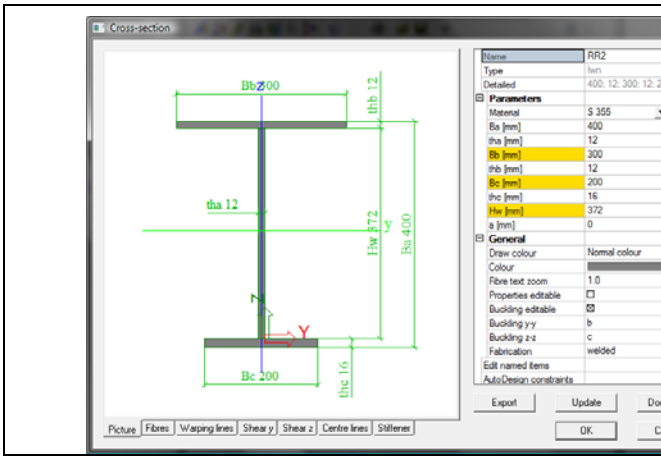 Cross-section
Bb 300
z
thb 12
tha 12
Hw 372
Ba 400
y
Z
Y
Bc 200
thc 16
Picture Fibres Warping lines Shear y Shear z Centre lines Stiffener
Name RR2
Type Iwn
Detailed 400; 12; 300; 12; 2
Parameters
Material S 355
Ba [mm] 400
tha [mm] 12
Bb [mm] 300
thb [mm] 12
Bc [mm] 200
thc [mm] 16
Hw [mm] 372
a [mm] 0
General
Draw colour Normal colour
Colour
Fibre text zoom 1.0
Properties editable
Buckling editable
Buckling y-y b
Buckling z-z c
Fabrication welded
Edit named items
AutoDesign constraints
Export Update Do
OK C